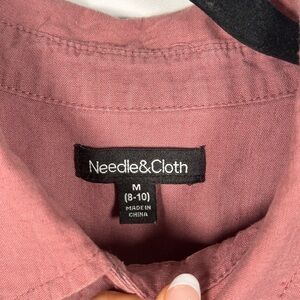 Needle&Cloth
M
(8-10)
MADE IN
CHINA